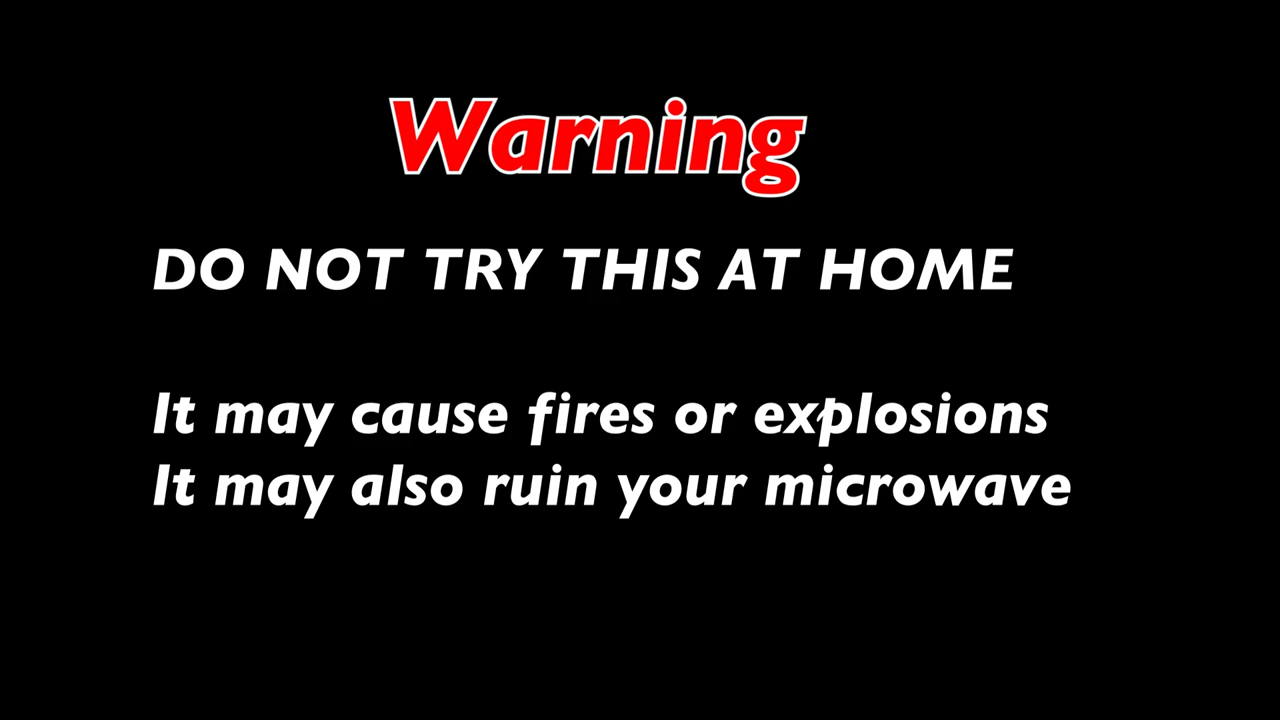 Warning
DO NOT TRY THIS AT HOME
It may cause fires or explosions
It may also ruin your microwave